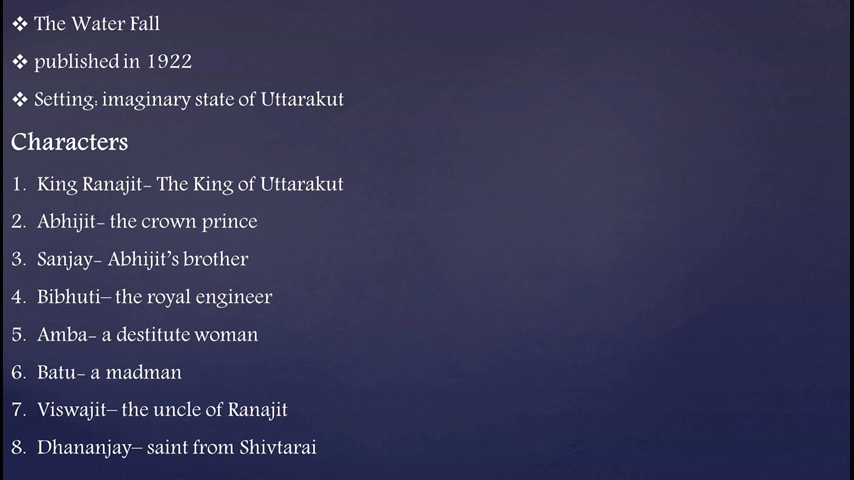 ❖ The Water Fall
❖ published in 1922
❖ Setting: imaginary state of Uttarakut
Characters
1. King Ranajit- The King of Uttarakut
2. Abhijit- the crown prince
3. Sanjay- Abhijit's brother
4. Bibhuti– the royal engineer
5. Amba- a destitute woman
6. Batu- a madman
7. Viswajit– the uncle of Ranajit
8. Dhananjay– saint from Shivtarai